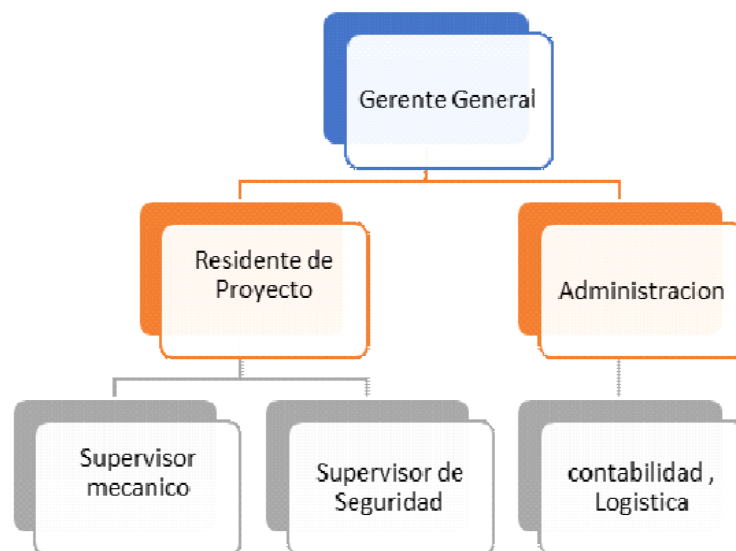 Gerente General
Residente de
Proyecto
Administracion
Supervisor
mecanico
Supervisor de
Seguridad
contabilidad ,
Logistica